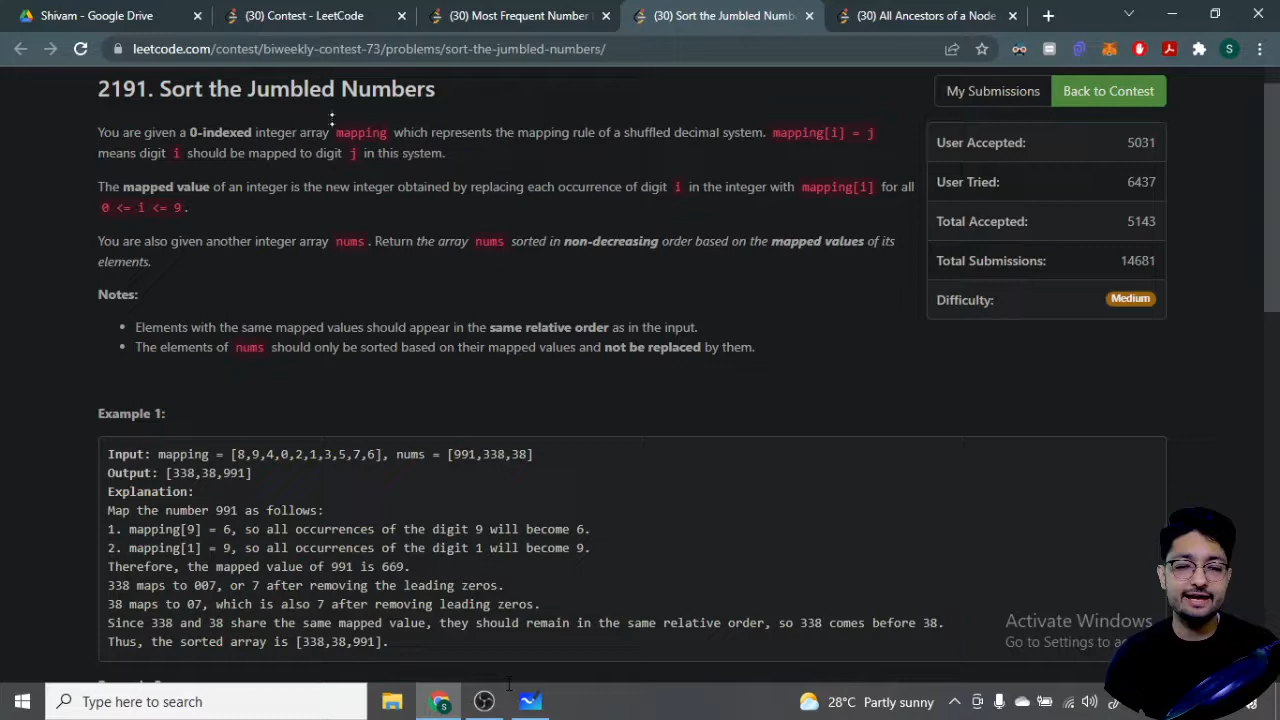 Shivam - Google Drive
(30) Contest - LeetCode
(30) Most Frequent Number
(30) Sort the Jumbled Numb
(30) All Ancestors of a Node
leetcode.com/contest/biweekly-contest-73/problems/sort-the-jumbled-numbers/
S
2191. Sort the Jumbled Numbers
My Submissions
Back to Contest
You are given a 0-indexed integer array mapping which represents the mapping rule of a shuffled decimal system. mapping[i] = j
means digit i should be mapped to digit j in this system.
The mapped value of an integer is the new integer obtained by replacing each occurrence of digit i in the integer with mapping[i] for all
0 <= i <= 9.
You are also given another integer array nums. Return the array nums sorted in non-decreasing order based on the mapped values of its
elements.
User Accepted: 5031
User Tried: 6437
Total Accepted: 5143
Total Submissions: 14681
Difficulty: Medium
Notes:
• Elements with the same mapped values should appear in the same relative order as in the input.
• The elements of nums should only be sorted based on their mapped values and not be replaced by them.
Example 1:
Input: mapping = [8,9,4,0,2,1,3,5,7,6], nums = [991,338,38]
Output: [338,38,991]
Explanation:
Map the number 991 as follows:
1. mapping[9] = 6, so all occurrences of the digit 9 will become 6.
2. mapping[1] = 9, so all occurrences of the digit 1 will become 9.
Therefore, the mapped value of 991 is 669.
338 maps to 007, or 7 after removing the leading zeros.
38 maps to 07, which is also 7 after removing leading zeros.
Since 338 and 38 share the same mapped value, they should remain in the same relative order, so 338 comes before 38.
Thus, the sorted array is [338,38,991].
Activate Windows
Go to Settings to a
Type here to search
28°C Partly sunny